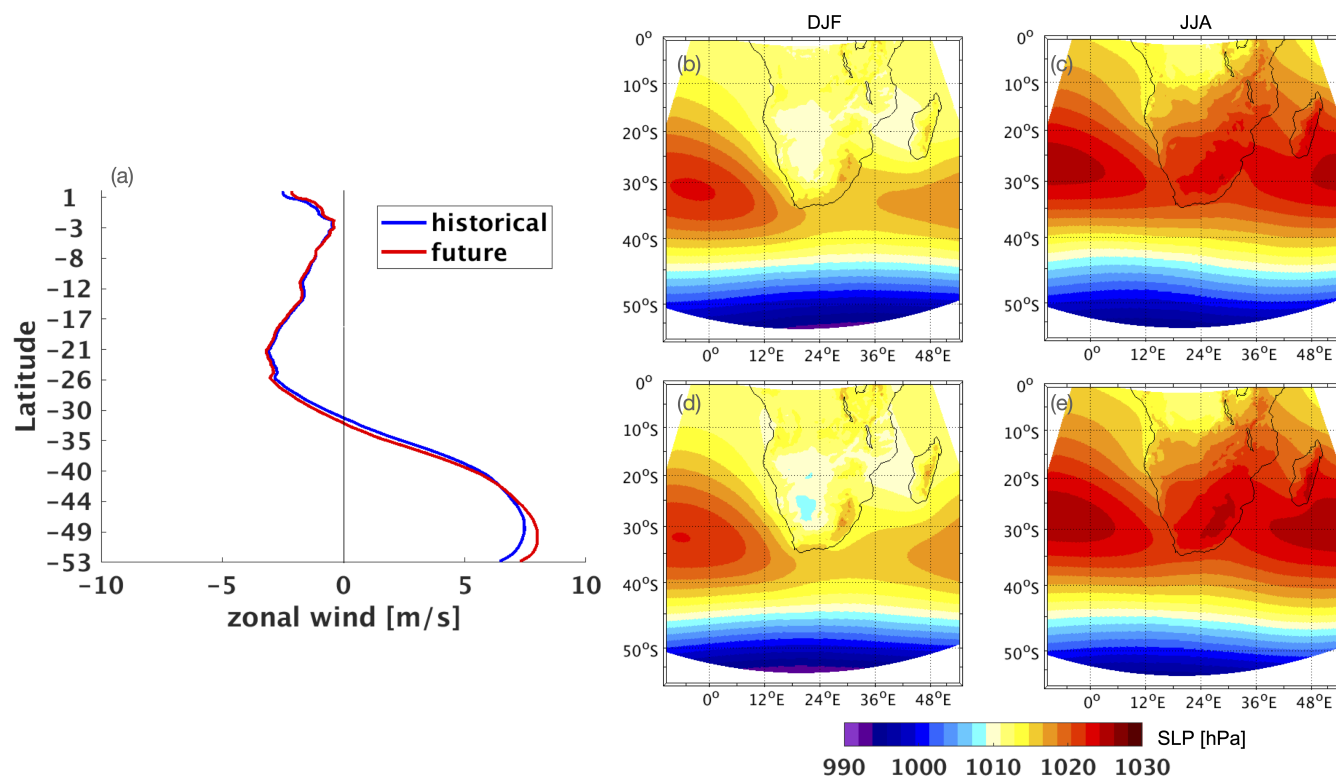 DJF
JJA
(a)
1
-3
-8
-12
-17
-21
-26
-30
-35
-40
-44
-49
-53
Latitude
historical
future
-10
-5
0
5
10
zonal wind [m/s]
(b)
0°
10°S
20°S
30°S
40°S
50°S
0°
12°E
24°E
36°E
48°E
(c)
0°
10°S
20°S
30°S
40°S
50°S
0°
12°E
24°E
36°E
48°E
(d)
0°
10°S
20°S
30°S
40°S
50°S
0°
12°E
24°E
36°E
48°E
(e)
0°
10°S
20°S
30°S
40°S
50°S
0°
12°E
24°E
36°E
48°E
SLP [hPa]
990
1000
1010
1020
1030